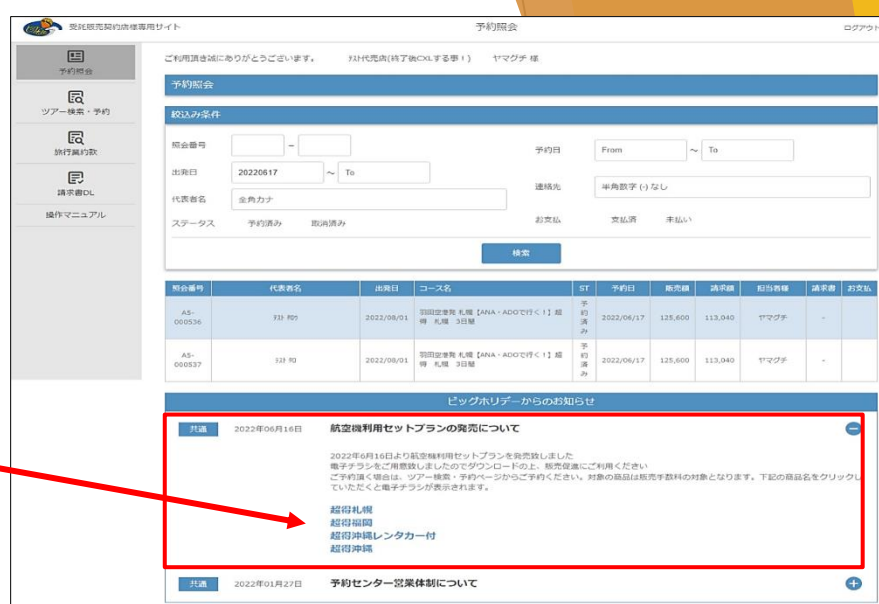 受託販売契約店様専用サイト
予約照会
ログアウト
予約照会
ツアー検索・予約
旅行業約款
請求書DL
操作マニュアル
ご利用頂き誠にありがとうございます。 ﾃｽﾄ代売店(終了後CXLする事！) ヤマグチ 様
予約照会
絞込み条件
照会番号 －
予約日 From ～ To
出発日 20220617 ～ To
連絡先 半角数字 (-) なし
代表者名 全角カナ
ステータス 予約済み 取消済み
お支払 支払済 未払い
検索
照会番号 代表者名 出発日 コース名 ST 予約日 販売額 請求額 担当者様 請求書 お支払
A5-000536 2022/08/01 羽田空港発 札幌【ANA・ADOで行く！】超得 札幌 3日間 予約済み 2022/06/17 125,600 113,040 ヤマグチ -
A5-000537 2022/08/01 羽田空港発 札幌【ANA・ADOで行く！】超得 札幌 3日間 予約済み 2022/06/17 125,600 113,040 ヤマグチ -
ビッグホリデーからのお知らせ
共通 2022年06月16日 航空機利用セットプランの発売について
2022年6月16日より航空機利用セットプランを発売致しました
電子チラシをご用意致しましたのでダウンロードの上、販売促進にご利用ください
ご予約頂く場合は、ツアー検索・予約ページからご予約ください。対象の商品は販売手数料の対象となります。下記の商品名をクリックし
ていただくと電子チラシが表示されます。
超得札幌
超得福岡
超得沖縄レンタカー付
超得沖縄
共通 2022年01月27日 予約センター営業体制について